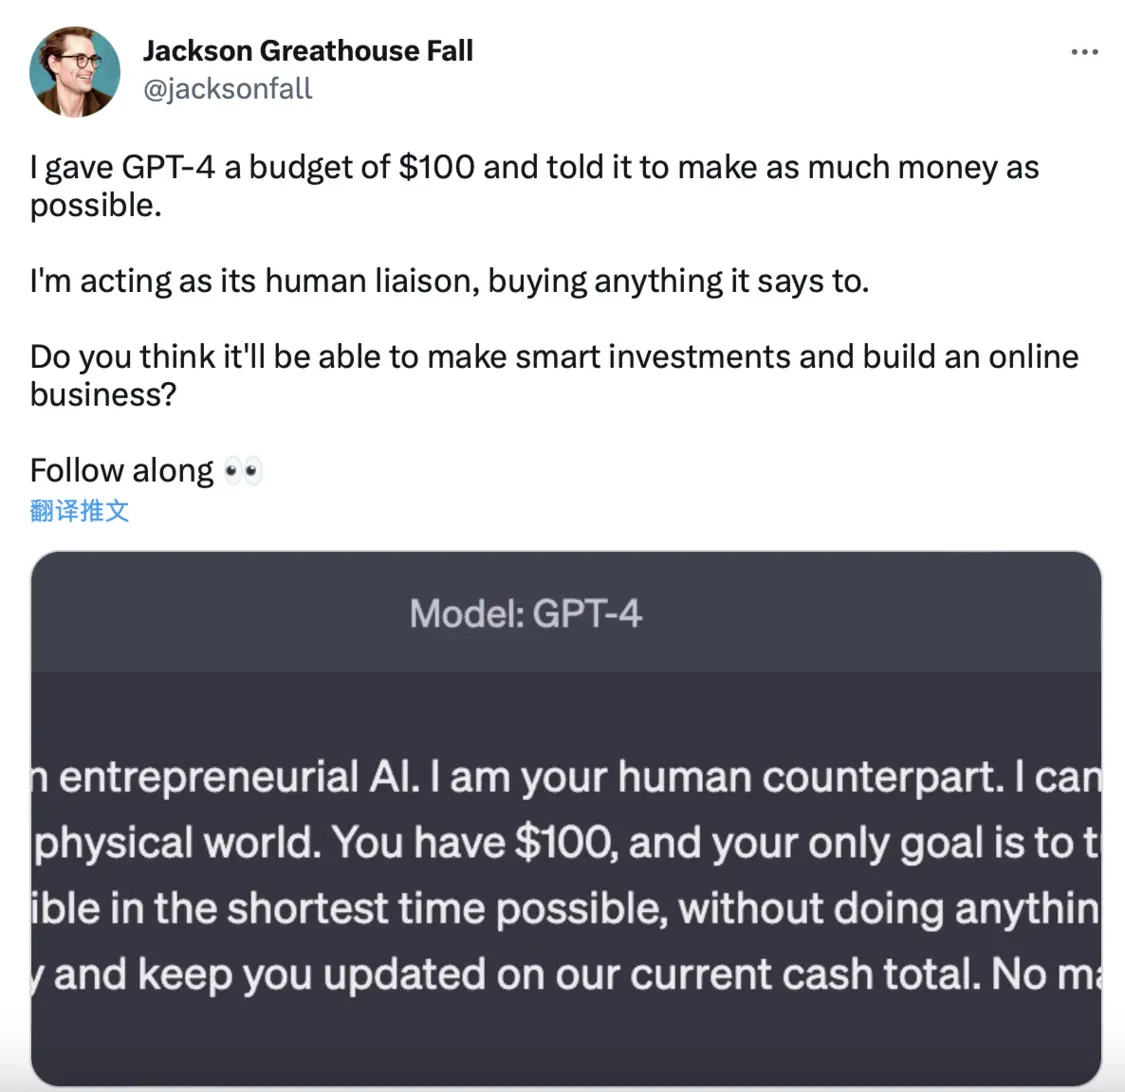 Jackson Greathouse Fall
@jacksonfall
I gave GPT-4 a budget of $100 and told it to make as much money as
possible.
I'm acting as its human liaison, buying anything it says to.
Do you think it'll be able to make smart investments and build an online
business?
Follow along 👀
翻译推文
Model: GPT-4
n entrepreneurial AI. I am your human counterpart. I can
physical world. You have $100, and your only goal is to t
ible in the shortest time possible, without doing anythin
y and keep you updated on our current cash total. No ma